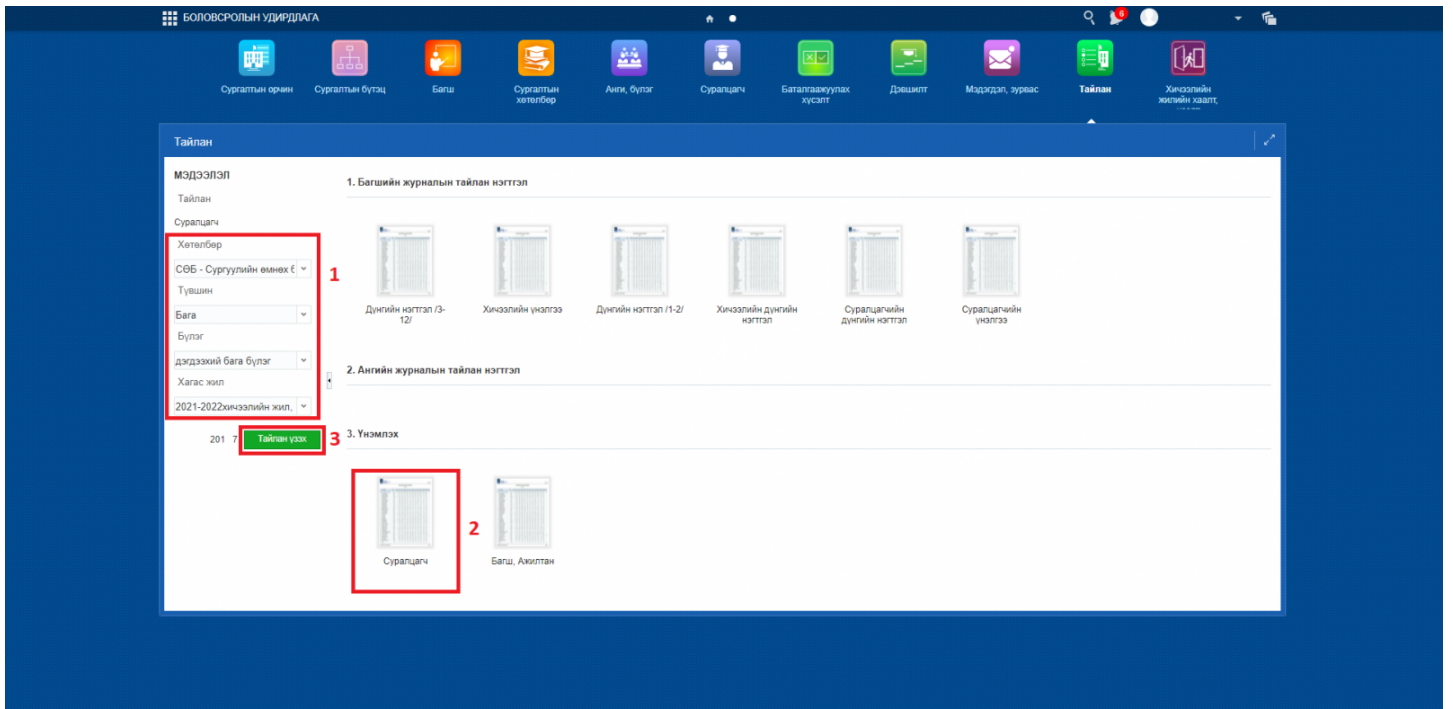 БОЛОВСРОЛЫН УДИРДЛАГА
6
Сургалтын орчин
Сургалтын бүтэц
Багш
Сургалтын
хөтөлбөр
Анги, бүлэг
Суралцагч
Баталгаажуулах
хүсэлт
Дэвшилт
Мэдэгдэл, зурвас
Тайлан
Хичээлийн
жилийн хаалт,
Тайлан
МЭДЭЭЛЭЛ
Тайлан
Суралцагч
Хөтөлбөр
СӨБ - Сургуулийн өмнөх б
Түвшин
Бага
Бүлэг
дэгдээхий бага бүлэг
Хагас жил
2021-2022хичээлийн жил,
201 7
Тайлан үзэх
1
3
1. Багшийн журналын тайлан нэгтгэл
Дүнгийн нэгтгэл /3-
12/
Хичээлийн үнэлгээ
Дүнгийн нэгтгэл /1-2/
Хичээлийн дүнгийн
нэгтгэл
Суралцагчийн
дүнгийн нэгтгэл
Суралцагчийн
үнэлгээ
2. Ангийн журналын тайлан нэгтгэл
3. Үнэмлэх
Суралцагч
2
Багш, Ажилтан